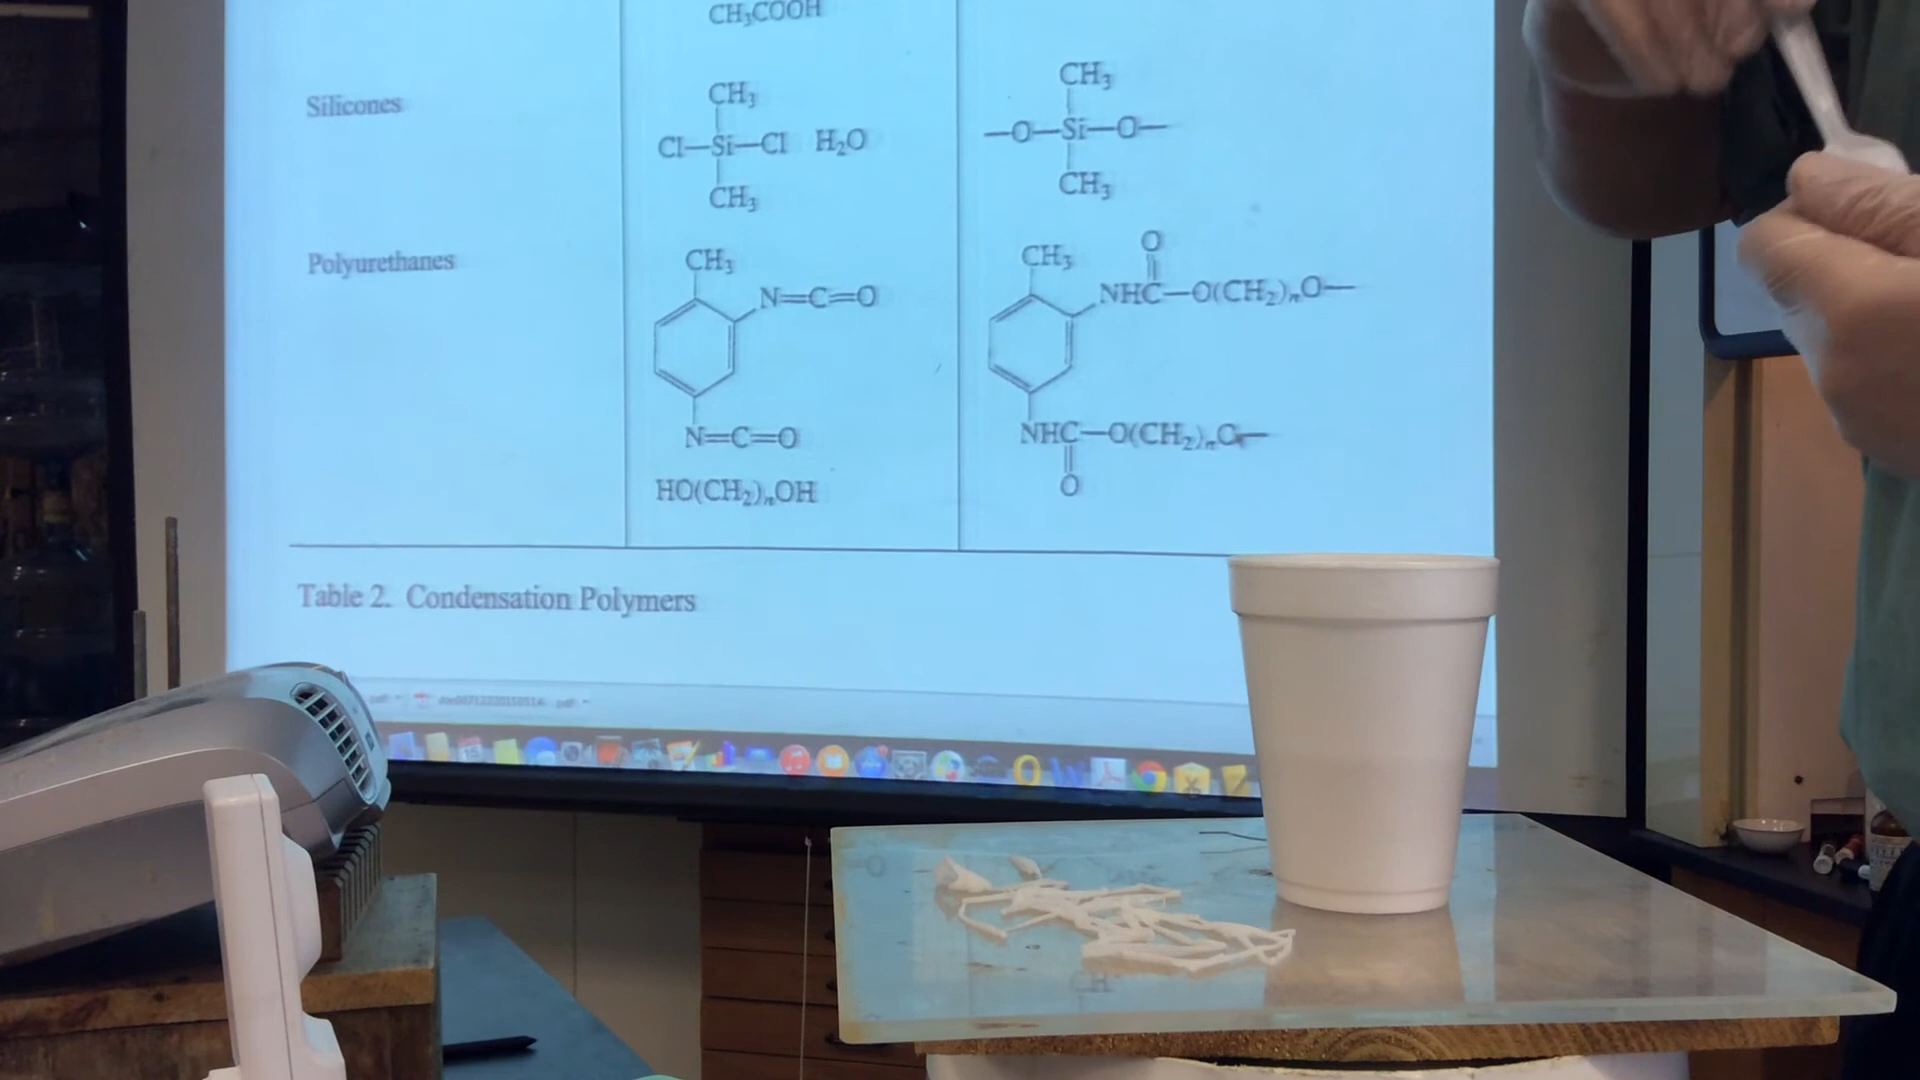 CH₃COOH
Silicones
CH₃
Cl—Si—Cl H₂O
CH₃
CH₃
—O—Si—O—
CH₃
Polyurethanes
CH₃
N=C=O
N=C=O
HO(CH₂)ₙOH
O
CH₃
NHC—O(CH₂)ₙO—
NHC—O(CH₂)ₙO—
O
Table 2. Condensation Polymers